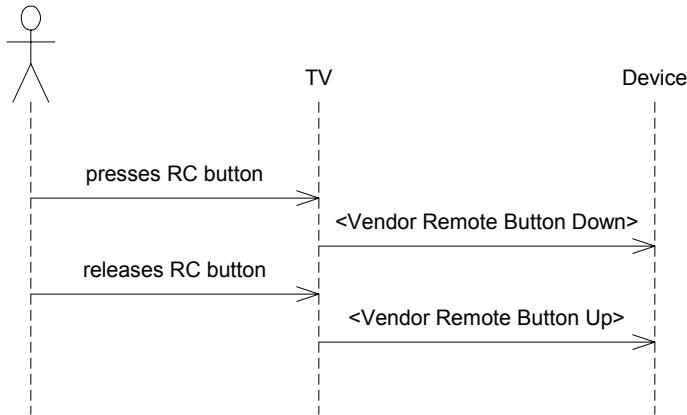 TV
Device
presses RC button
<Vendor Remote Button Down>
releases RC button
<Vendor Remote Button Up>